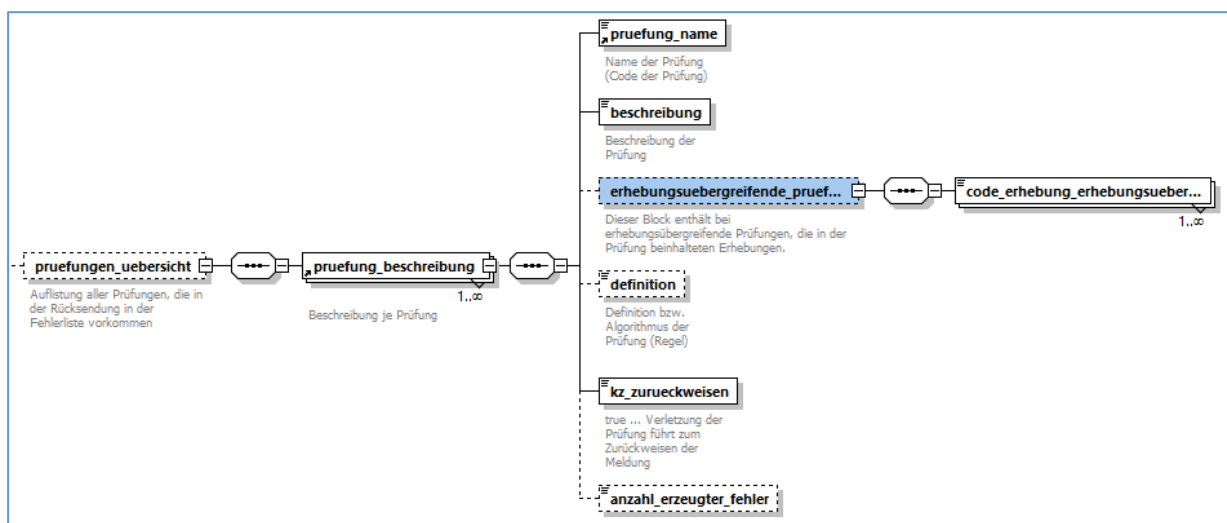 pruefung_name
Name der Prüfung
(Code der Prüfung)
beschreibung
Beschreibung der
Prüfung
erhebungsuebergreifende_pruef...
Dieser Block enthält bei
erhebungsübergreifende Prüfungen, die in der
Prüfung beinhalteten Erhebungen.
code_erhebung_erhebungsueber...
1..∞
pruefungen_uebersicht
Auflistung aller Prüfungen, die in
der Rücksendung in der
Fehlerliste vorkommen
pruefung_beschreibung
1..∞
Beschreibung je Prüfung
definition
Definition bzw.
Algorithmus der
Prüfung (Regel)
kz_zurueckweisen
true ... Verletzung der
Prüfung führt zum
Zurückweisen der
Meldung
anzahl_erzeugter_fehler